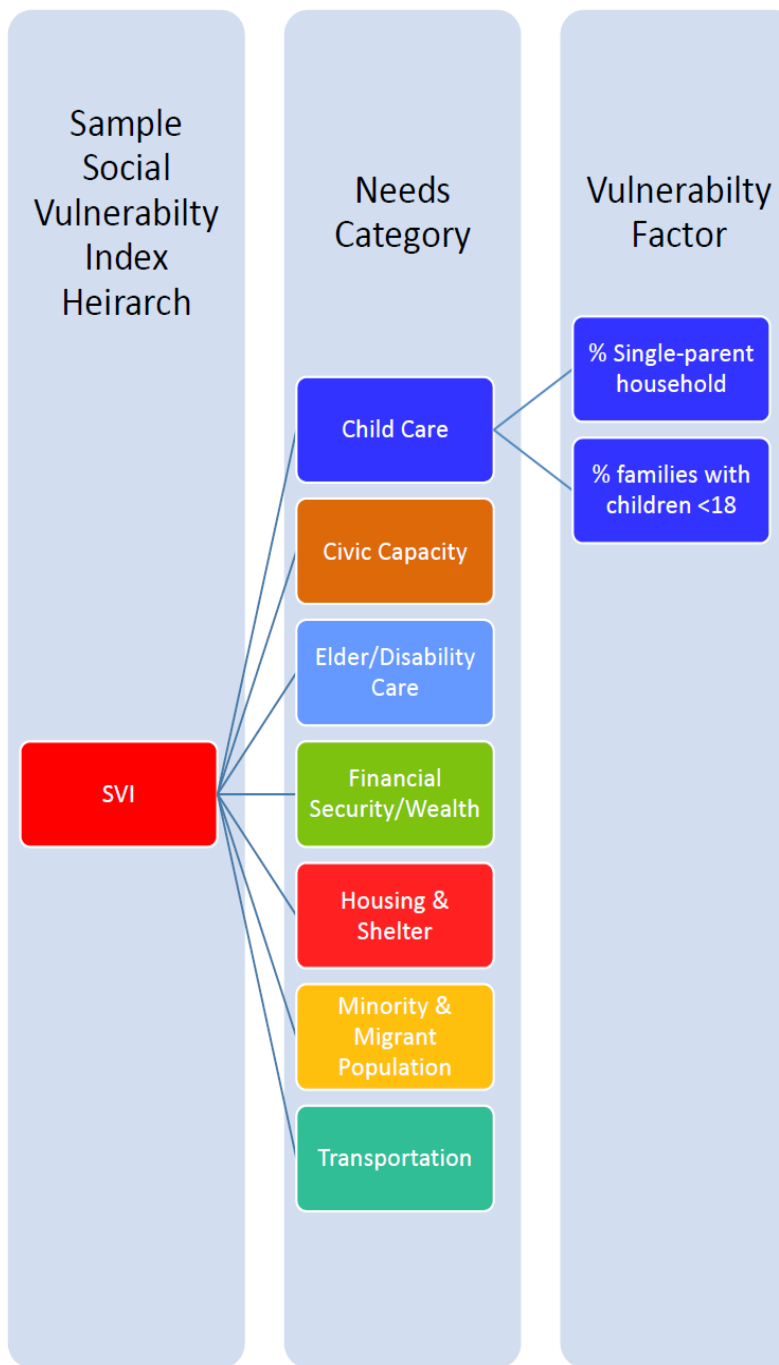 Sample
Social
Vulnerabilty
Index
Heirarch
Needs
Category
Vulnerabilty
Factor
% Single-parent
household
Child Care
% families with
children <18
Civic Capacity
Elder/Disability
Care
SVI
Financial
Security/Wealth
Housing &
Shelter
Minority &
Migrant
Population
Transportation